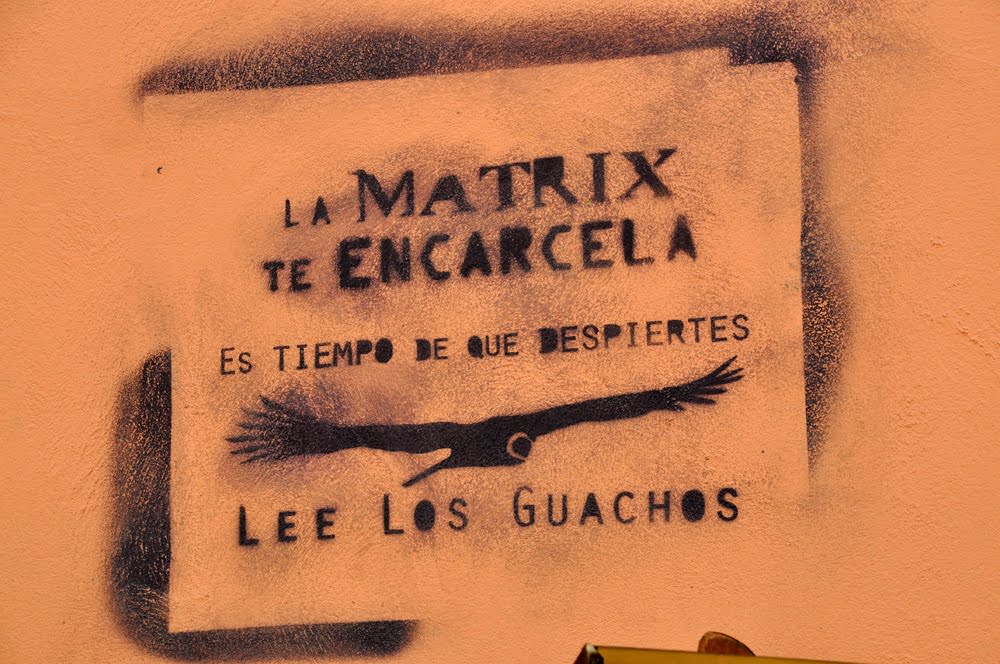 LA MATRIX
TE ENCARCELA
ES TIEMPO DE QUE DESPIERTES
LEE LOS GUACHOS